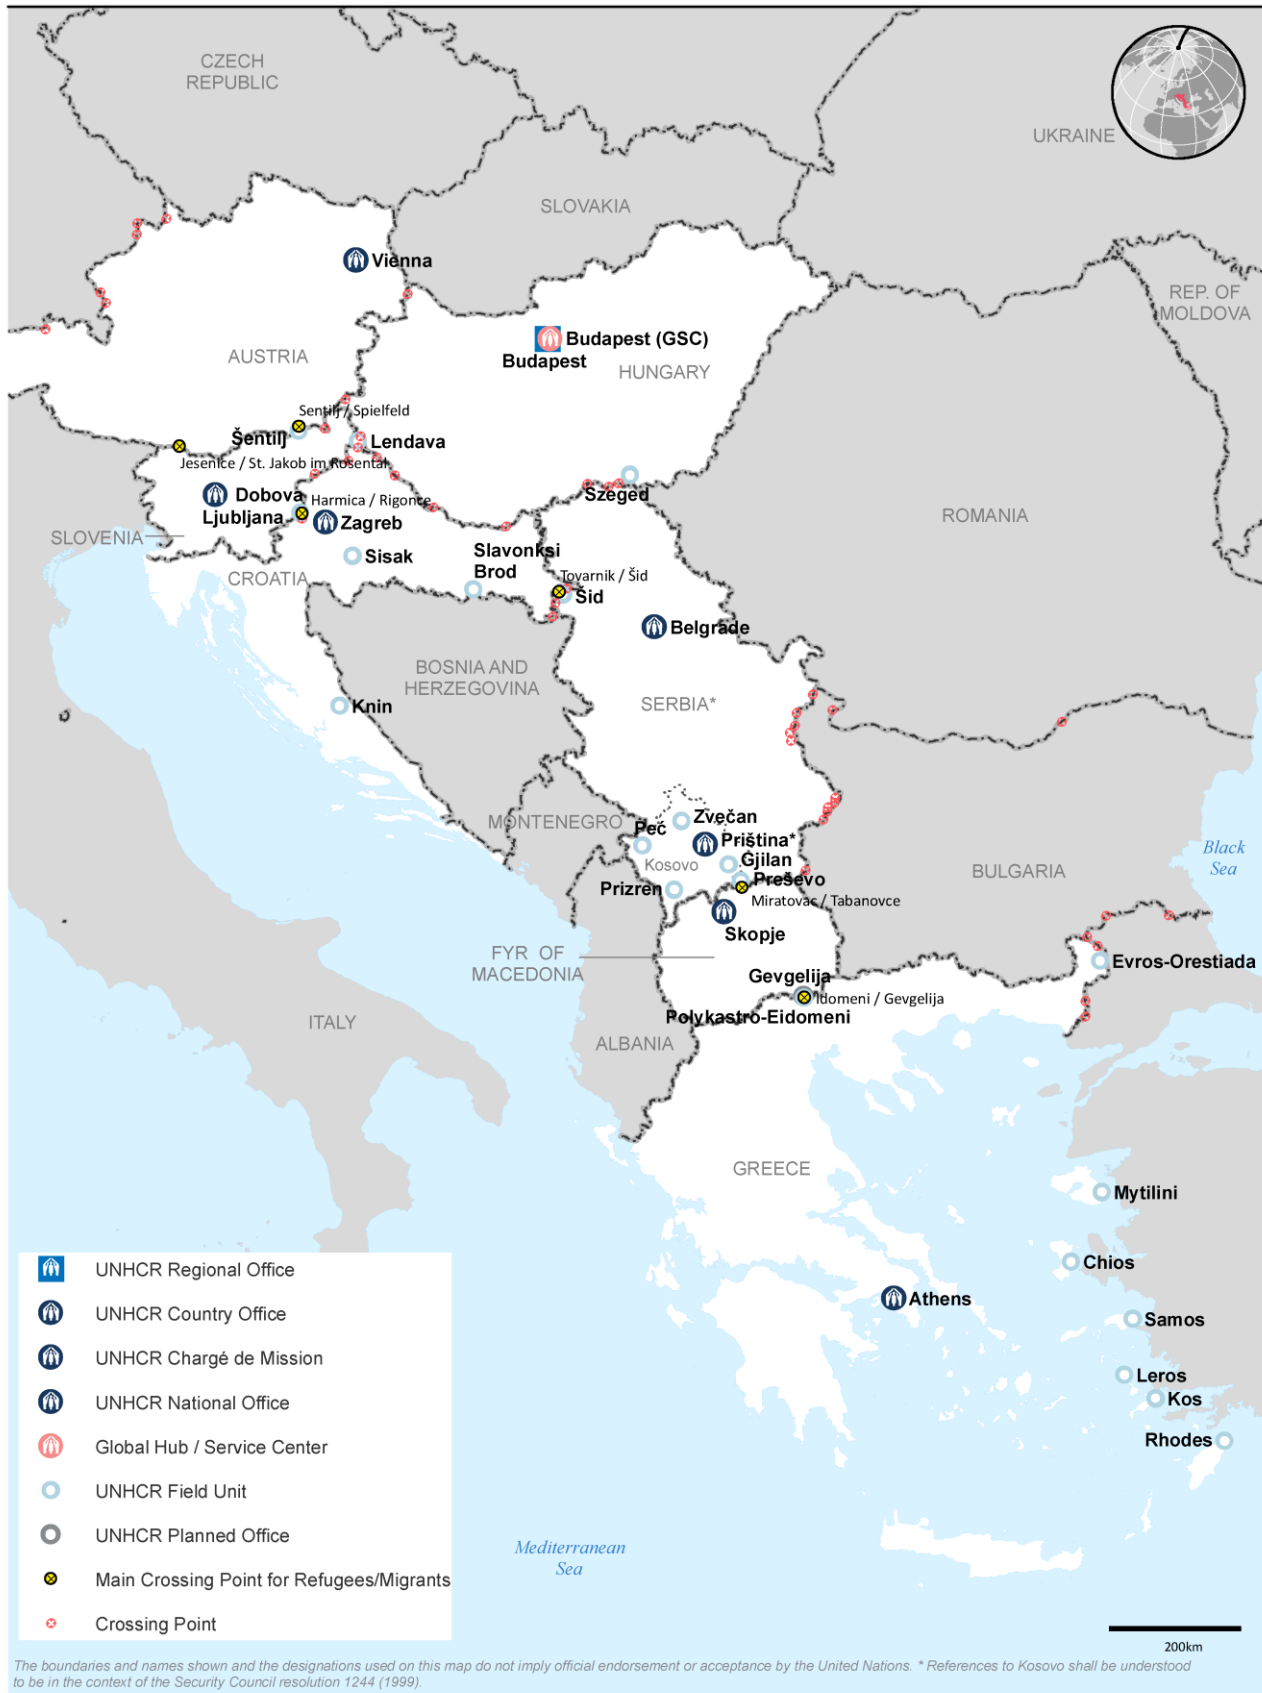 CZECH
REPUBLIC
UKRAINE
SLOVAKIA
Vienna
REP. OF
MOLDOVA
Budapest (GSC)
Budapest
AUSTRIA
HUNGARY
Sentilj / Spielfeld
Šentilj
Lendava
Jesenice / St. Jakob im Rosental
Szeged
Dobova
Harmica / Rigonce
Ljubljana
Zagreb
ROMANIA
SLOVENIA
Sisak
Slavonksi
Brod
CROATIA
Tovarnik / Šid
Šid
Belgrade
BOSNIA AND
HERZEGOVINA
SERBIA*
Knin
Zvečan
MONTENEGRO
Peć
Priština*
Kosovo
Gjilan
Black
Sea
BULGARIA
Prizren
Preševo
Miratovac / Tabanovce
Skopje
FYR OF
MACEDONIA
Evros-Orestiada
Gevgelija
Idomeni / Gevgelija
Polykastro-Eidomeni
ITALY
ALBANIA
GREECE
Mytilini
Chios
Athens
Samos
Leros
Kos
Rhodes
UNHCR Regional Office
UNHCR Country Office
UNHCR Chargé de Mission
UNHCR National Office
Global Hub / Service Center
UNHCR Field Unit
UNHCR Planned Office
Main Crossing Point for Refugees/Migrants
Crossing Point
Mediterranean
Sea
200km
The boundaries and names shown and the designations used on this map do not imply official endorsement or acceptance by the United Nations. * References to Kosovo shall be understood
to be in the context of the Security Council resolution 1244 (1999).